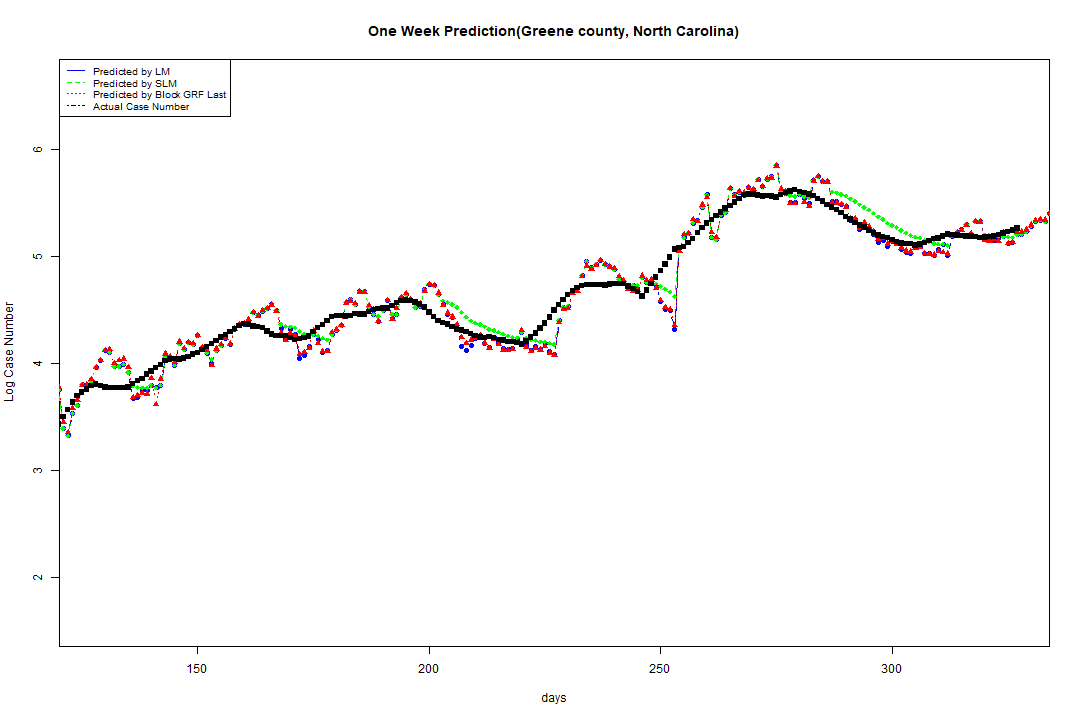 One Week Prediction(Greene county, North Carolina)
Predicted by LM
Predicted by SLM
Predicted by Block GRF Last
Actual Case Number
6
5
4
3
2
Log Case Number
150 200 250 300
days